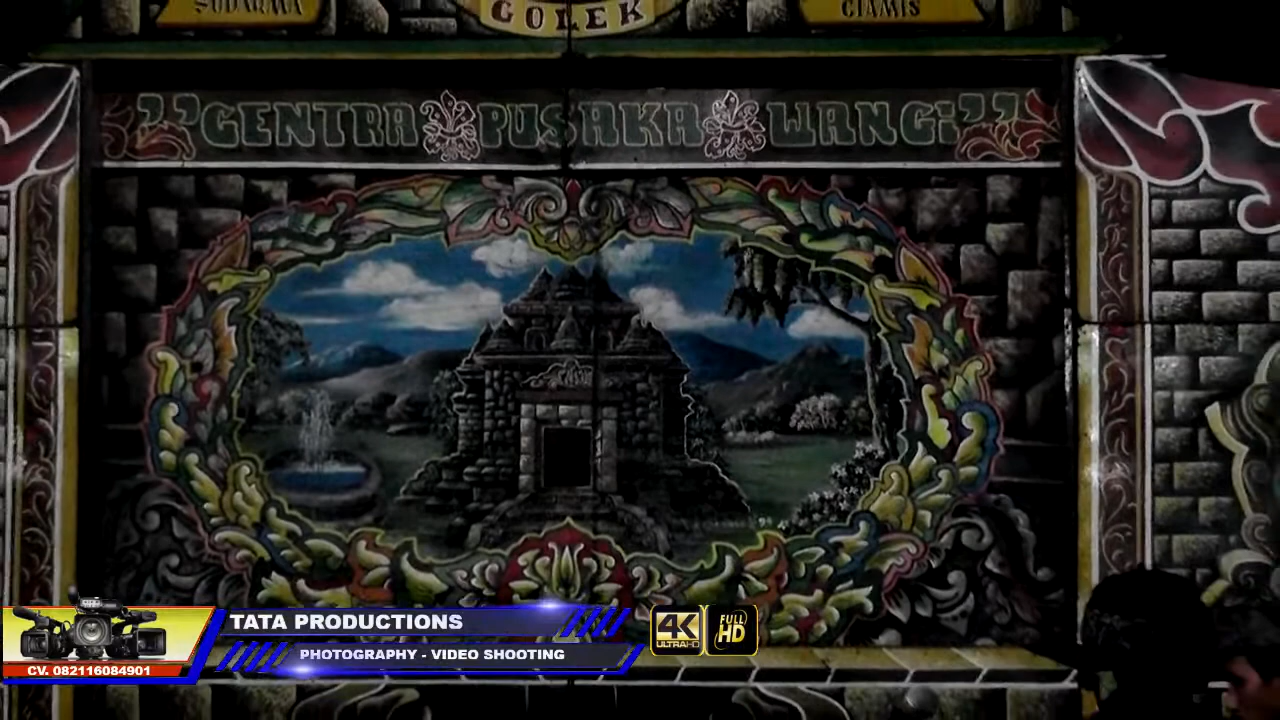 SUDARMA
GOLEK
CIAMIS
"GENTRA PUSAKA WANGi"
TATA PRODUCTIONS
PHOTOGRAPHY - VIDEO SHOOTING
CV. 082116084901
4K
ULTRA HD
FULL
HD